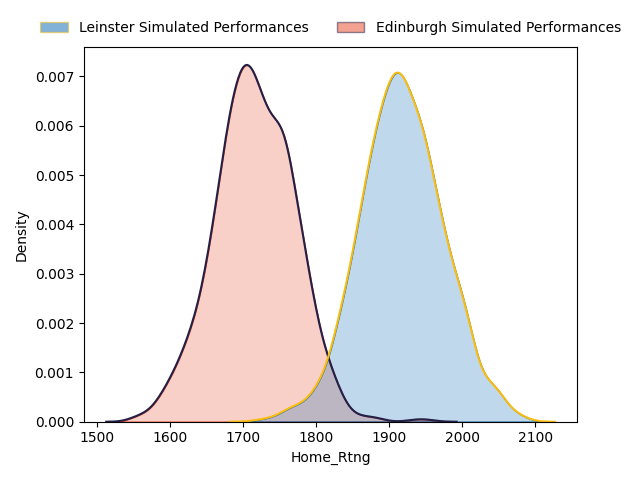 Leinster Simulated Performances Edinburgh Simulated Performances
0.007
0.006
0.005
0.004
0.003
0.002
0.001
0.000
Density
1500 1600 1700 1800 1900 2000 2100
Home_Rtng